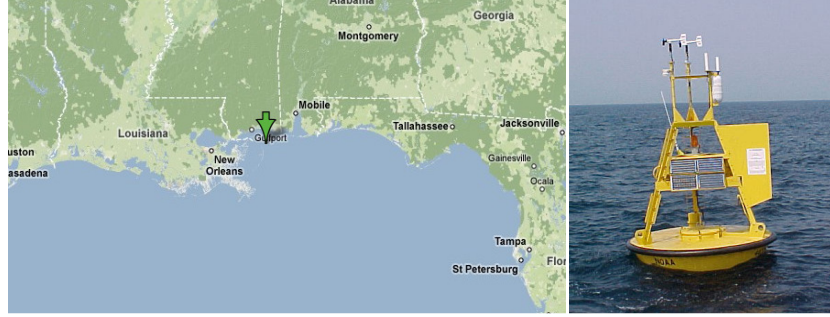 Alabama
Georgia
Montgomery
Mobile
Louisiana
Gulfport
Tallahassee
Jacksonville
uston
New
Orleans
Gainesville
asadena
Ocala
Tampa
St Petersburg
Flor
NOAA